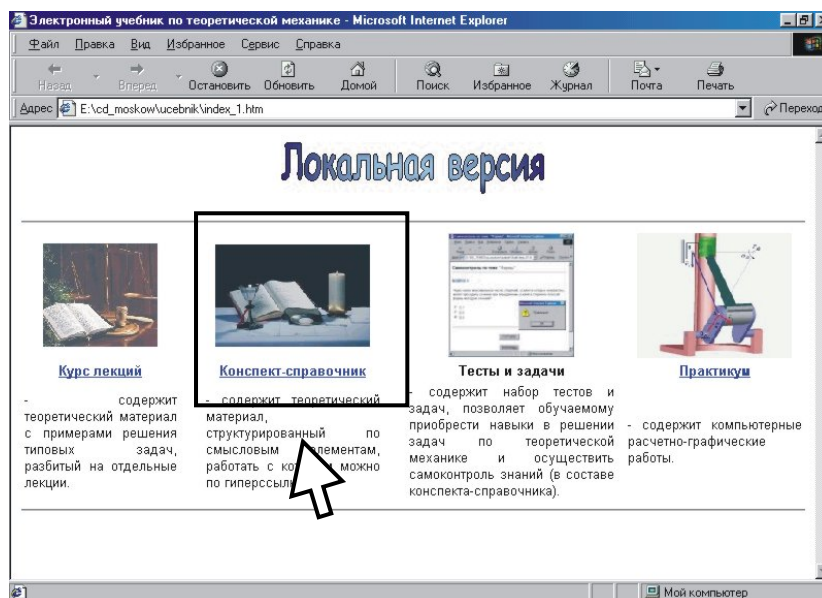 Электронный учебник по теоретической механике - Microsoft Internet Explorer
Файл Правка Вид Избранное Сервис Справка
Назад Вперед Остановить Обновить Домой Поиск Избранное Журнал Почта Печать
Адрес E:\cd_moskow\ucebnik\index_1.htm Переход
Локальная версия
Курс лекций
- содержит
теоретический материал
с примерами решения
типовых задач,
разбитый на отдельные
лекции.
Конспект-справочник
- содержит теоретический
материал,
структурированный по
смысловым
работать с можно
по
Тесты и задачи
- содержит набор тестов и
задач, позволяет обучаемому
приобрести навыки в решении
задач по теоретической
механике и осуществить
самоконтроль знаний (в составе
конспекта-справочника).
Практикум
- содержит компьютерные
расчетно-графические
работы.
Мой компьютер